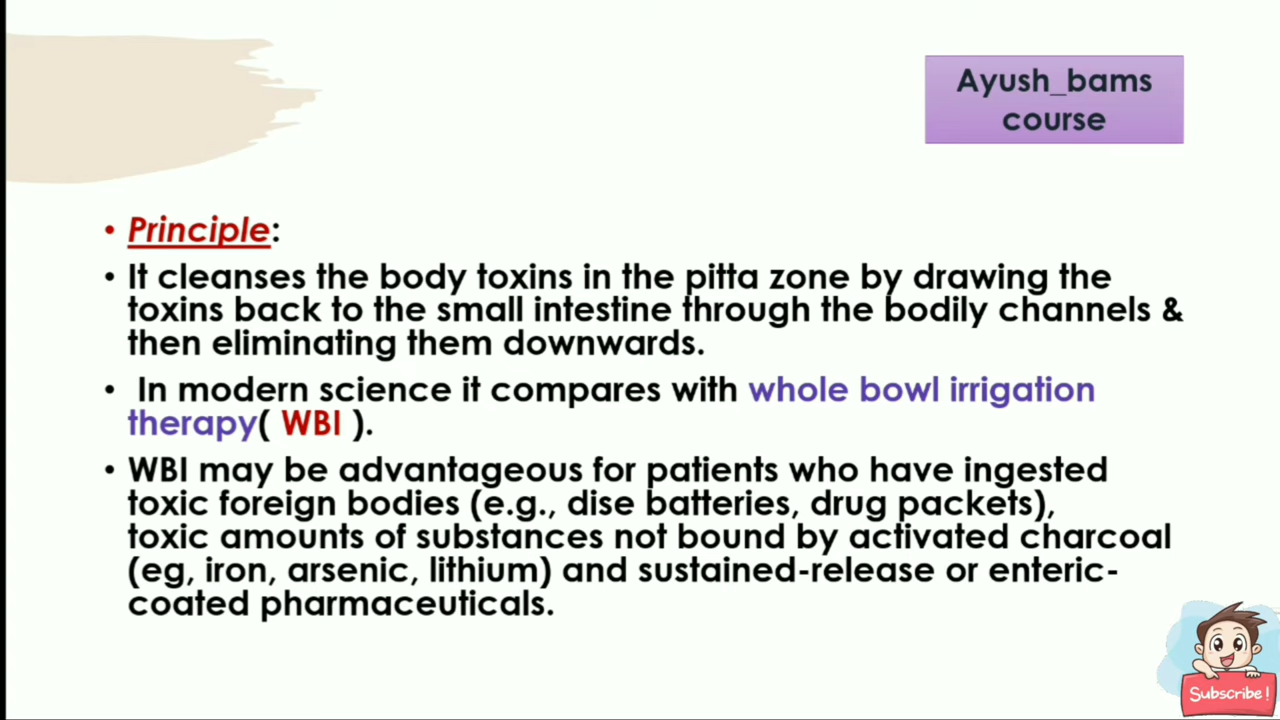 Ayush_bams
course
• Principle:
• It cleanses the body toxins in the pitta zone by drawing the
toxins back to the small intestine through the bodily channels &
then eliminating them downwards.
• In modern science it compares with whole bowl irrigation
therapy( WBI ).
• WBI may be advantageous for patients who have ingested
toxic foreign bodies (e.g., dise batteries, drug packets),
toxic amounts of substances not bound by activated charcoal
(eg, iron, arsenic, lithium) and sustained-release or enteric-
coated pharmaceuticals.
Subscribe!